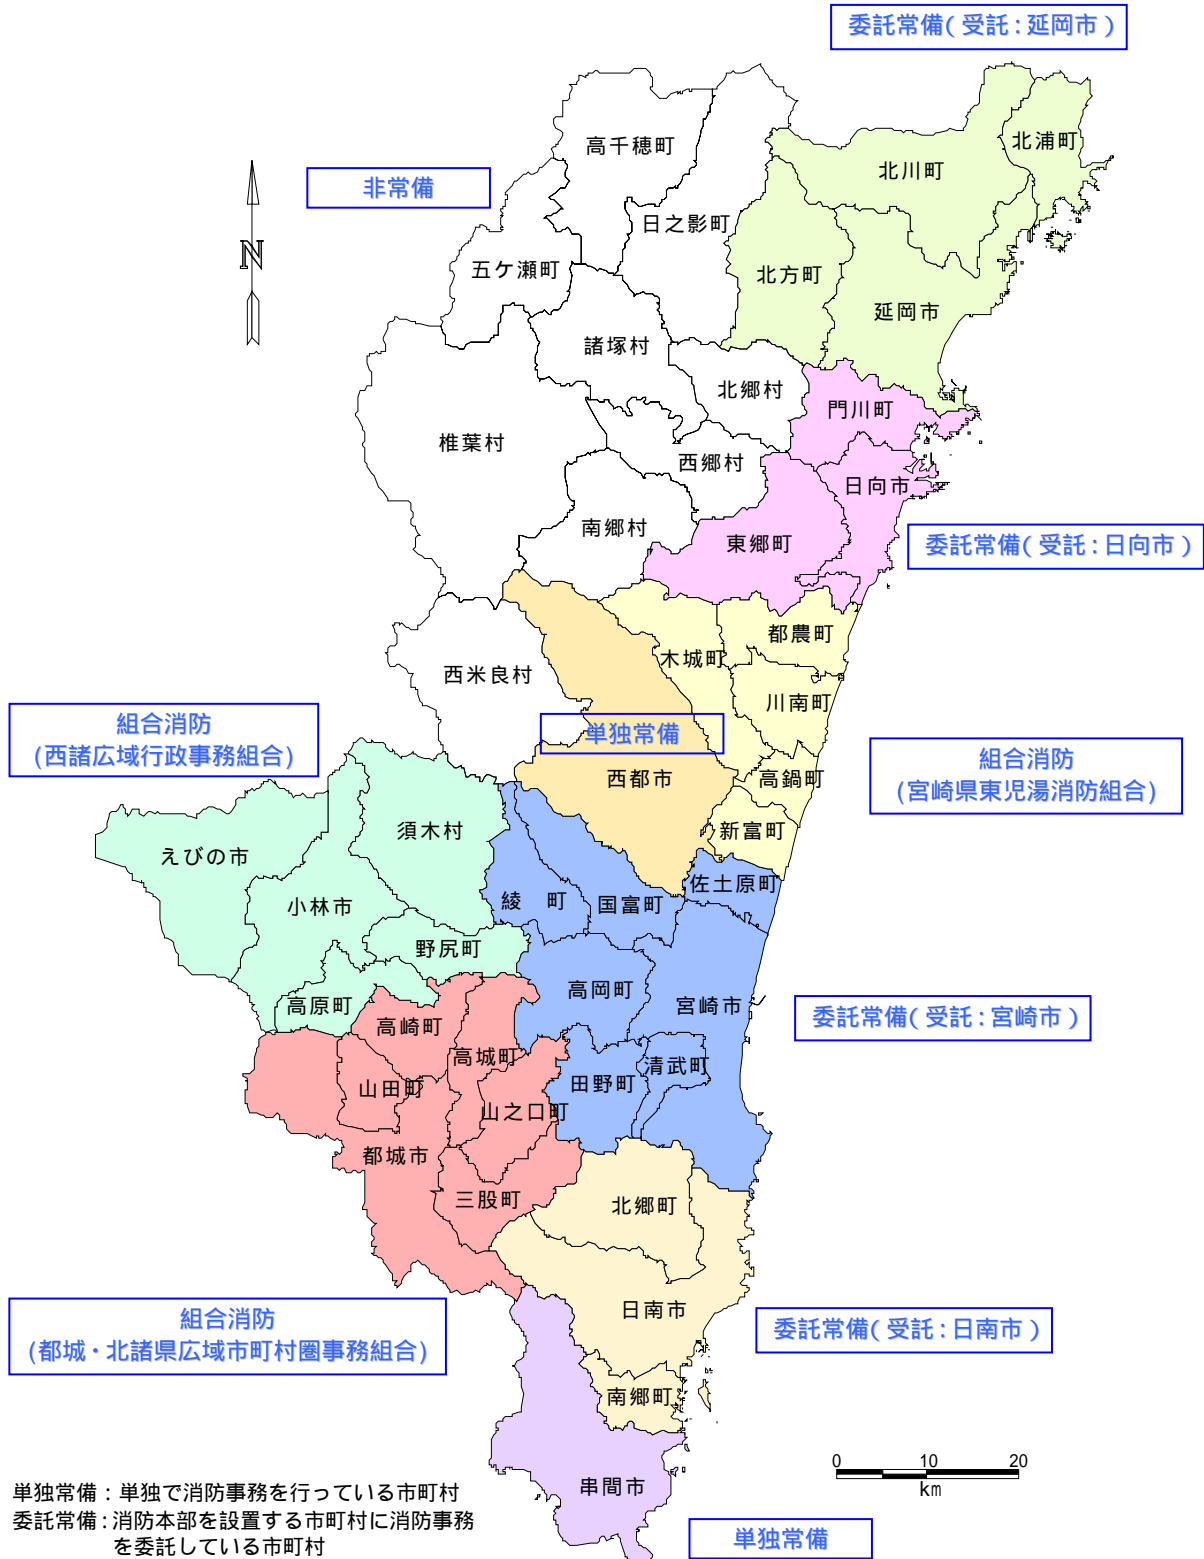 委託常備(受託:延岡市)
北浦町
高千穂町
北川町
非常備
日之影町
五ケ瀬町
北方町
延岡市
諸塚村
北郷村
門川町
椎葉村
西郷村
日向市
南郷村
東郷町
委託常備(受託:日向市)
都農町
木城町
西米良村
川南町
組合消防
(西諸広域行政事務組合)
単独常備
西都市
高鍋町
組合消防
(宮崎県東児湯消防組合)
新富町
須木村
えびの市
佐土原町
綾 町
国富町
小林市
野尻町
高岡町
宮崎市
高原町
高崎町
委託常備(受託:宮崎市)
高城町
清武町
山田町
田野町
山之口町
都城市
三股町
北郷町
日南市
組合消防
(都城・北諸県広域市町村圏事務組合)
委託常備(受託:日南市)
南郷町
0 10 20
km
串間市
単独常備:単独で消防事務を行っている市町村
委託常備:消防本部を設置する市町村に消防事務
を委託している市町村
単独常備
N